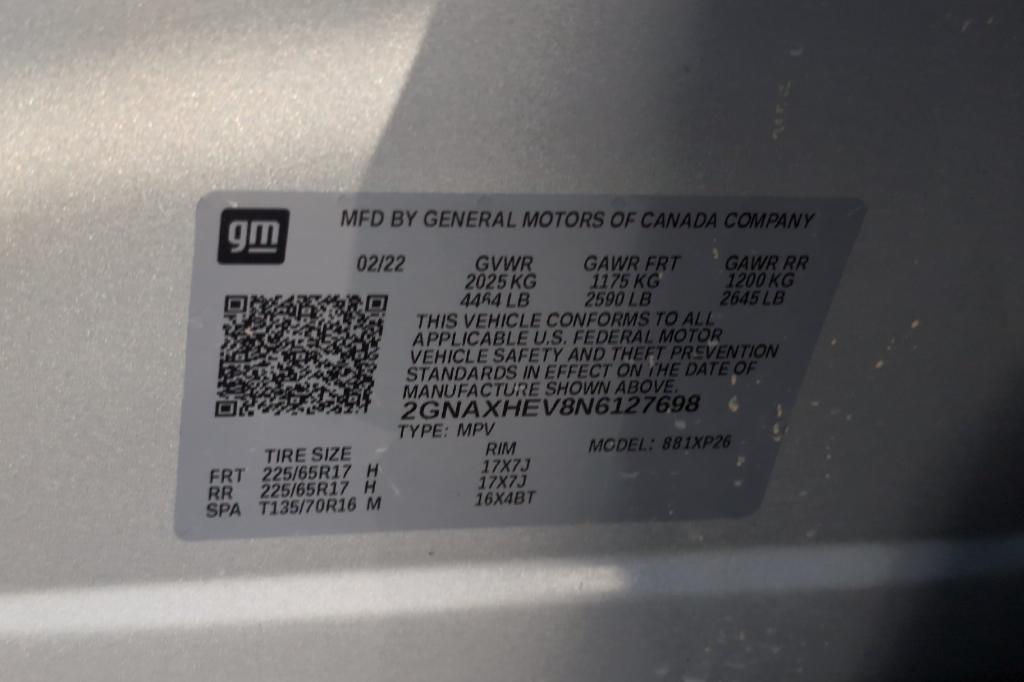 gm
MFD BY GENERAL MOTORS OF CANADA COMPANY
02/22 GVWR GAWR FRT GAWR RR
2025 KG 1175 KG 1200 KG
4464 LB 2590 LB 2645 LB
THIS VEHICLE CONFORMS TO ALL
APPLICABLE U.S. FEDERAL MOTOR
VEHICLE SAFETY AND THEFT PREVENTION
STANDARDS IN EFFECT ON THE DATE OF
MANUFACTURE SHOWN ABOVE.
2GNAXHEV8N6127698
TYPE: MPV MODEL: 881XP26
TIRE SIZE RIM
FRT 225/65R17 H 17X7J
RR 225/65R17 H 17X7J
SPA T135/70R16 M 16X4BT